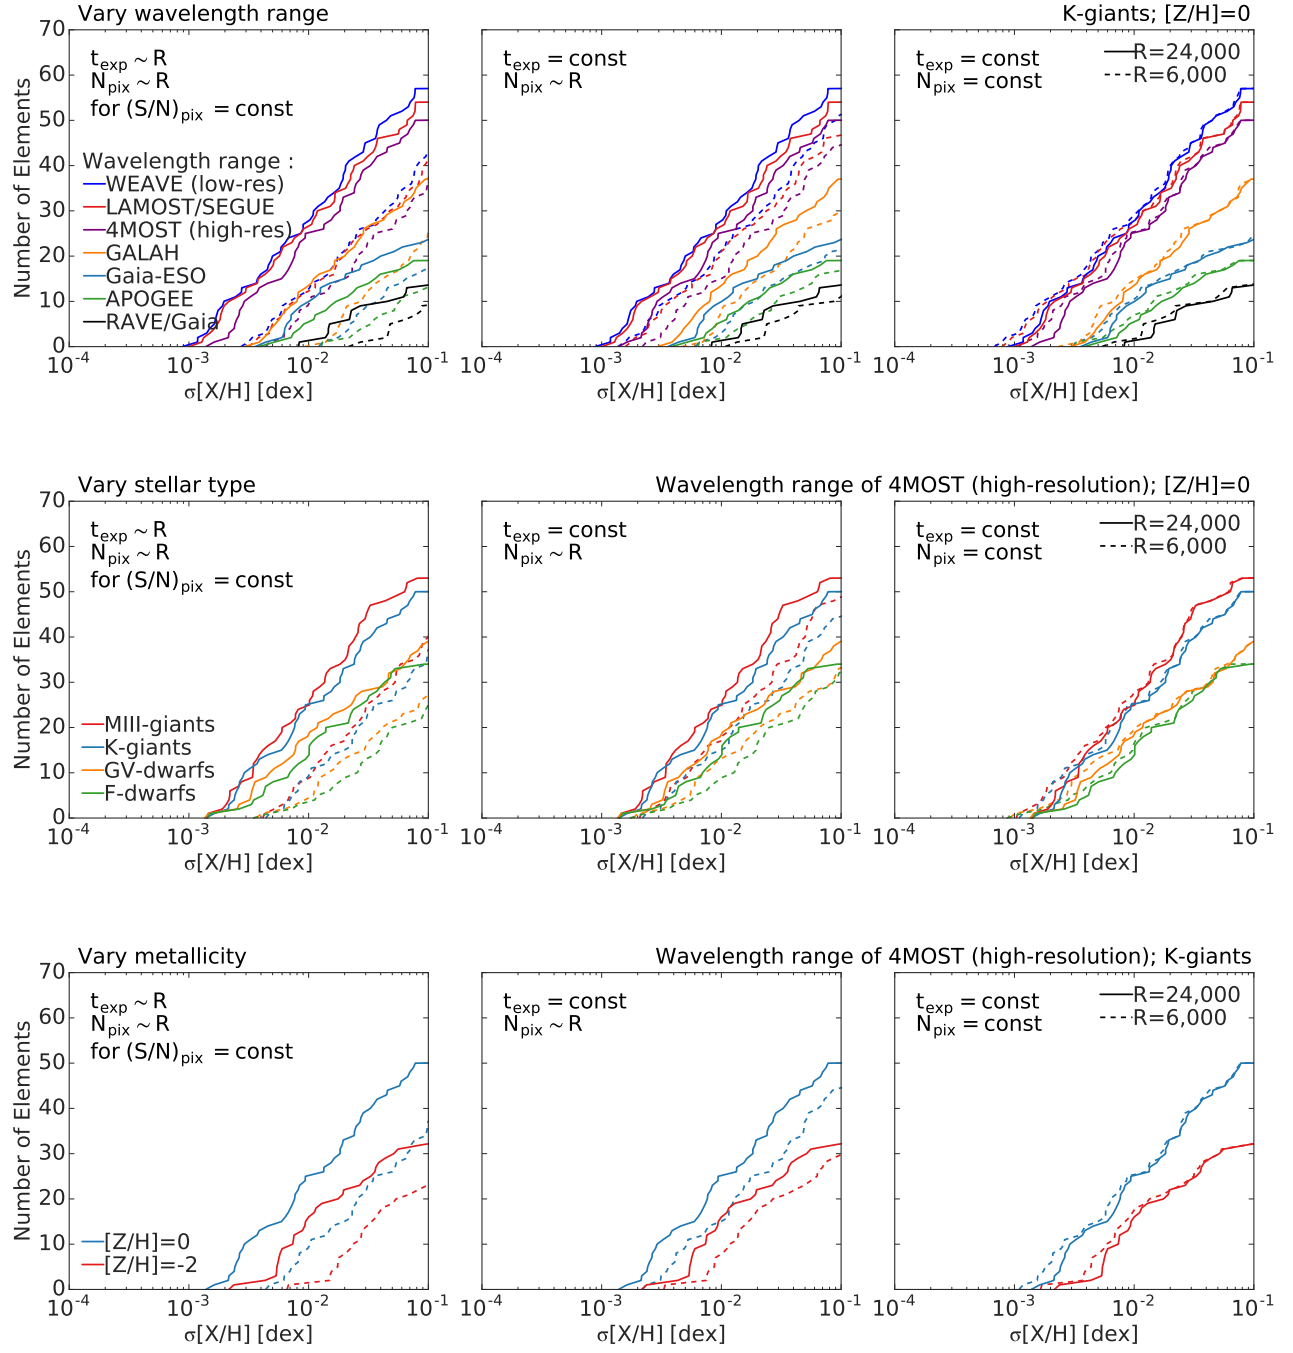 Vary wavelength range
K-giants; [Z/H]=0
t_exp ~ R
N_pix ~ R
for (S/N)_pix = const
Wavelength range :
WEAVE (low-res)
LAMOST/SEGUE
4MOST (high-res)
GALAH
Gaia-ESO
APOGEE
RAVE/Gaia
t_exp = const
N_pix ~ R
t_exp = const
N_pix = const
R=24,000
R=6,000
Number of Elements
70
60
50
40
30
20
10
0
10^-4 10^-3 10^-2 10^-1
10^-4 10^-3 10^-2 10^-1
10^-4 10^-3 10^-2 10^-1
σ[X/H] [dex]
σ[X/H] [dex]
σ[X/H] [dex]
Vary stellar type
Wavelength range of 4MOST (high-resolution); [Z/H]=0
t_exp ~ R
N_pix ~ R
for (S/N)_pix = const
MIII-giants
K-giants
GV-dwarfs
F-dwarfs
t_exp = const
N_pix ~ R
t_exp = const
N_pix = const
R=24,000
R=6,000
Number of Elements
70
60
50
40
30
20
10
0
10^-4 10^-3 10^-2 10^-1
10^-4 10^-3 10^-2 10^-1
10^-4 10^-3 10^-2 10^-1
σ[X/H] [dex]
σ[X/H] [dex]
σ[X/H] [dex]
Vary metallicity
Wavelength range of 4MOST (high-resolution); K-giants
t_exp ~ R
N_pix ~ R
for (S/N)_pix = const
[Z/H]=0
[Z/H]=-2
t_exp = const
N_pix ~ R
t_exp = const
N_pix = const
R=24,000
R=6,000
Number of Elements
70
60
50
40
30
20
10
0
10^-4 10^-3 10^-2 10^-1
10^-4 10^-3 10^-2 10^-1
10^-4 10^-3 10^-2 10^-1
σ[X/H] [dex]
σ[X/H] [dex]
σ[X/H] [dex]